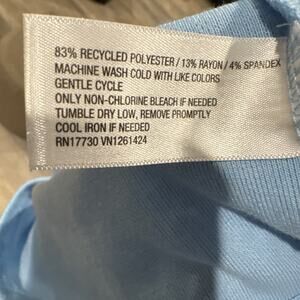 83% RECYCLED POLYESTER / 13% RAYON / 4% SPANDEX
MACHINE WASH COLD WITH LIKE COLORS
GENTLE CYCLE
ONLY NON-CHLORINE BLEACH IF NEEDED
TUMBLE DRY LOW, REMOVE PROMPTLY
COOL IRON IF NEEDED
RN17730 VN1261424